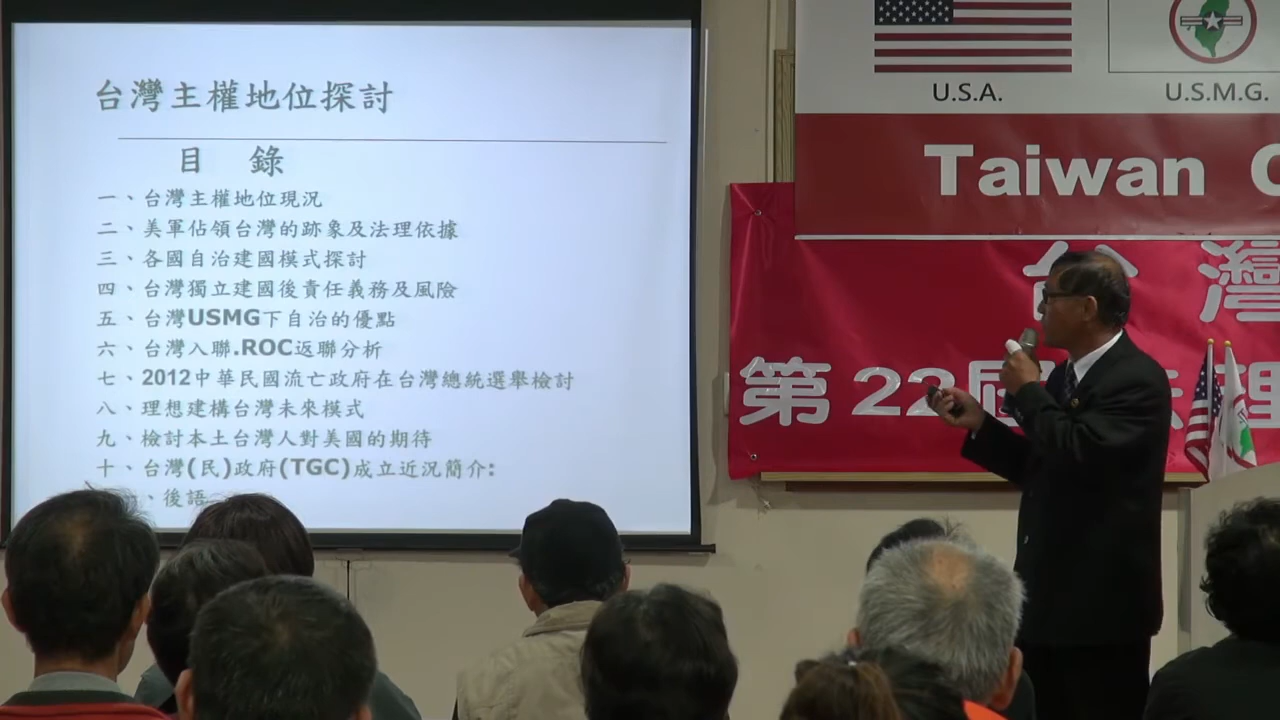 台灣主權地位探討
目 錄
一、台灣主權地位現況
二、美軍佔領台灣的跡象及法理依據
三、各國自治建國模式探討
四、台灣獨立建國後責任義務及風險
五、台灣USMG下自治的優點
六、台灣入聯.ROC返聯分析
七、2012中華民國流亡政府在台灣總統選舉檢討
八、理想建構台灣未來模式
九、檢討本土台灣人對美國的期待
十、台灣(民)政府(TGC)成立近況簡介:
、後語
U.S.A.
U.S.M.G.
Taiwan C
台灣
第22屆法理